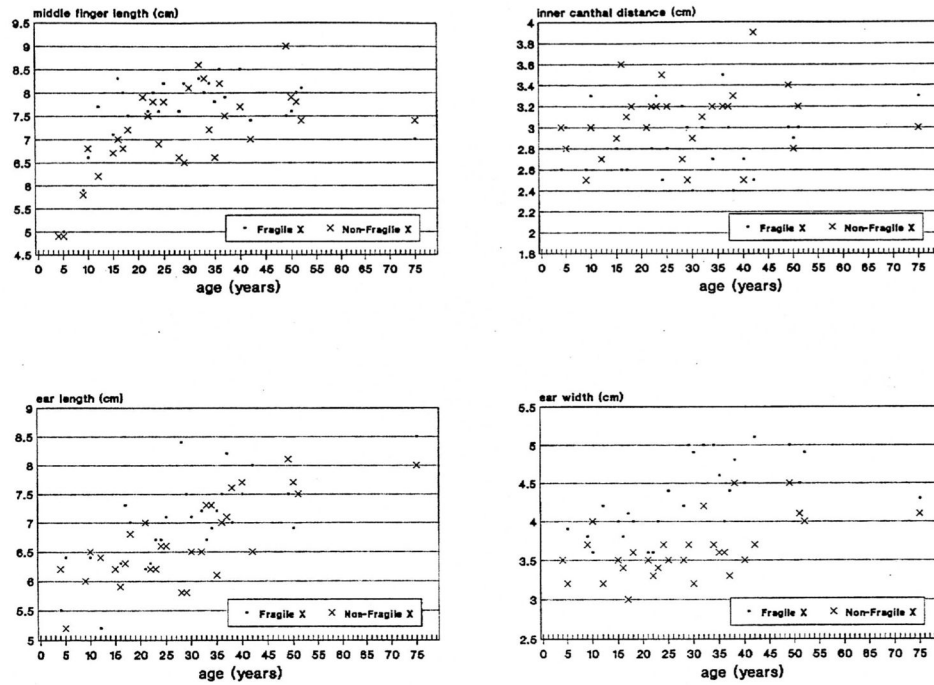 middle finger length (cm)
9.5
9
8.5
8
7.5
7
6.5
6
5.5
5
4.5
Fragile X Non-Fragile X
0 5 10 15 20 25 30 35 40 45 50 55 60 65 70 75
age (years)
inner canthal distance (cm)
4
3.8
3.6
3.4
3.2
3
2.8
2.6
2.4
2.2
2
1.8
Fragile X Non-Fragile X
0 5 10 15 20 25 30 35 40 45 50 55 60 65 70 75
age (years)
ear length (cm)
9
8.5
8
7.5
7
6.5
6
5.5
5
Fragile X Non-Fragile X
0 5 10 15 20 25 30 35 40 45 50 55 60 65 70 75
age (years)
ear width (cm)
5.5
5
4.5
4
3.5
3
2.5
Fragile X Non-Fragile X
0 5 10 15 20 25 30 35 40 45 50 55 60 65 70 75
age (years)